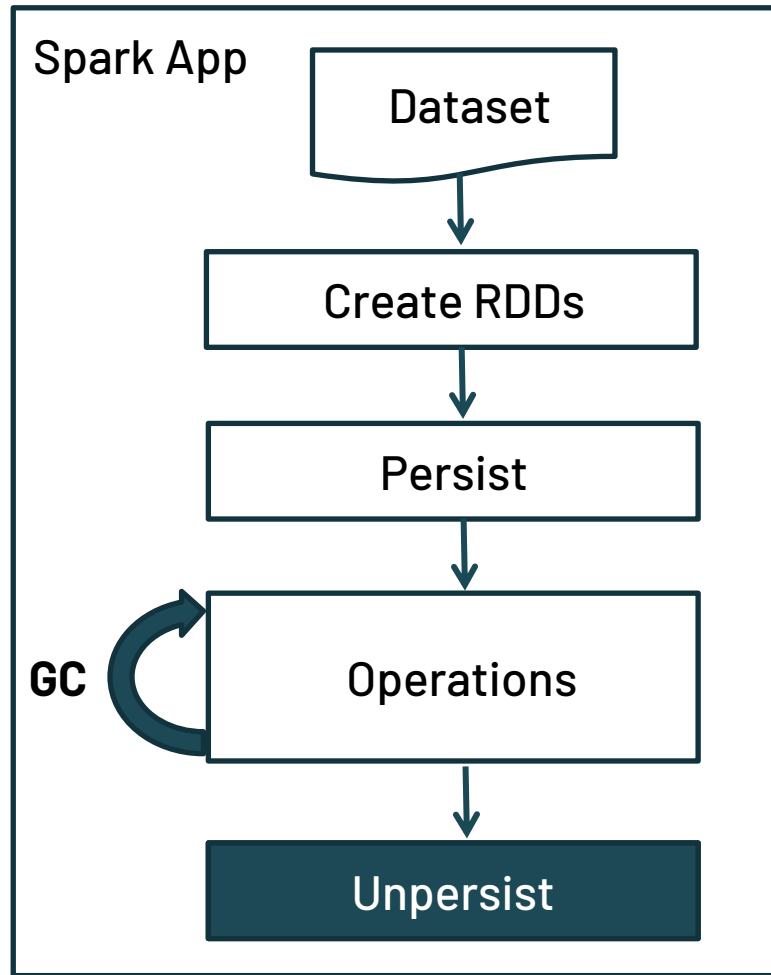 Spark App
Dataset
Create RDDs
Persist
GC
Operations
Unpersist